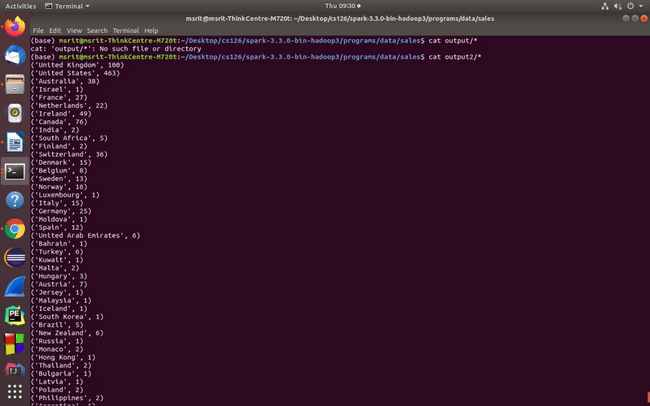 Activities Terminal Thu 09:30
msrit@msrit-ThinkCentre-M720t: ~/Desktop/cs126/spark-3.3.0-bin-hadoop3/programs/data/sales
File Edit View Search Terminal Help
(base) msrit@msrit-ThinkCentre-M720t:~/Desktop/cs126/spark-3.3.0-bin-hadoop3/programs/data/sales$ cat output/*
cat: 'output/*': No such file or directory
(base) msrit@msrit-ThinkCentre-M720t:~/Desktop/cs126/spark-3.3.0-bin-hadoop3/programs/data/sales$ cat output2/*
('United Kingdom', 100)
('United States', 463)
('Australia', 38)
('Israel', 1)
('France', 27)
('Netherlands', 22)
('Ireland', 49)
('Canada', 76)
('India', 2)
('South Africa', 5)
('Finland', 2)
('Switzerland', 36)
('Denmark', 15)
('Belgium', 8)
('Sweden', 13)
('Norway', 16)
('Luxembourg', 1)
('Italy', 15)
('Germany', 25)
('Moldova', 1)
('Spain', 12)
('United Arab Emirates', 6)
('Bahrain', 1)
('Turkey', 6)
('Kuwait', 1)
('Malta', 2)
('Hungary', 3)
('Austria', 7)
('Jersey', 1)
('Malaysia', 1)
('Iceland', 1)
('South Korea', 1)
('Brazil', 5)
('New Zealand', 6)
('Russia', 1)
('Monaco', 2)
('Hong Kong', 1)
('Thailand', 2)
('Bulgaria', 1)
('Latvia', 1)
('Poland', 2)
('Philippines', 2)